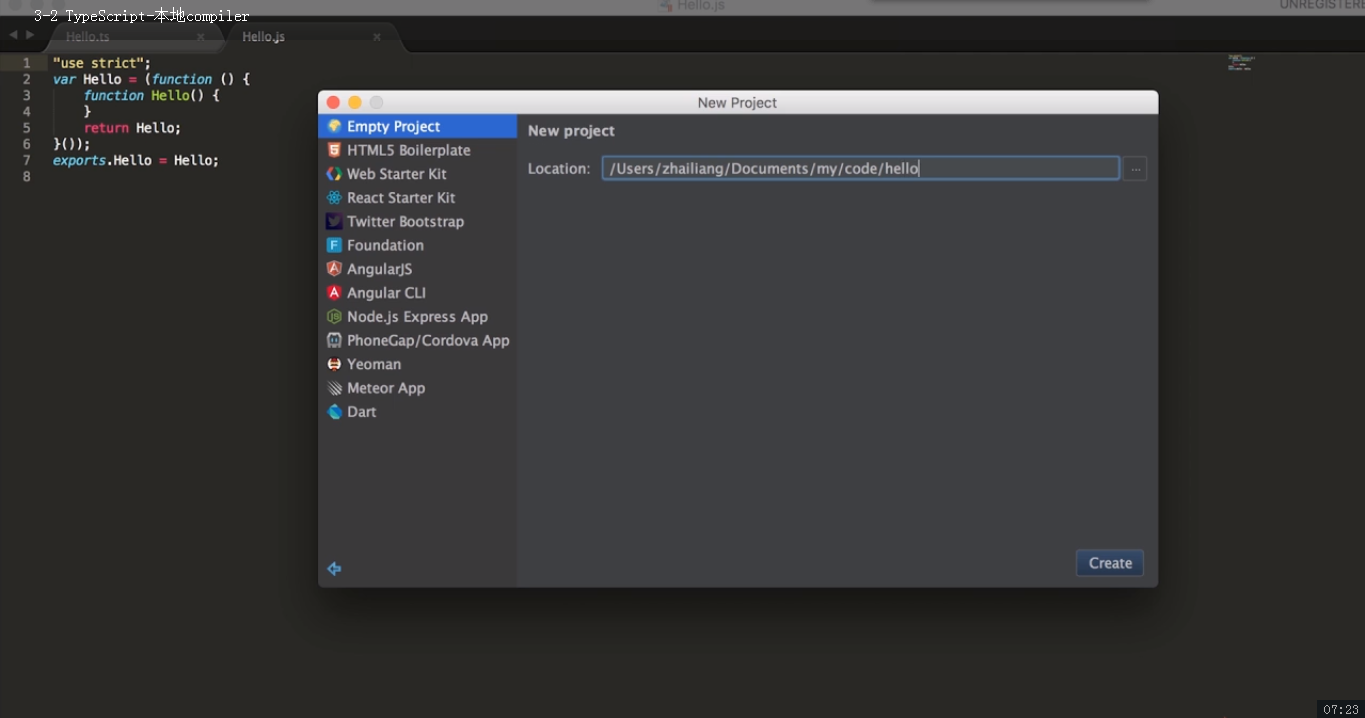 Hello.js
UNREGISTERE
3-2 TypeScript-本地compiler
Hello.ts
Hello.js
1 "use strict";
2 var Hello = (function () {
3 function Hello() {
4 }
5 return Hello;
6 }());
7 exports.Hello = Hello;
8
New Project
Empty Project
HTML5 Boilerplate
Web Starter Kit
React Starter Kit
Twitter Bootstrap
Foundation
AngularJS
Angular CLI
Node.js Express App
PhoneGap/Cordova App
Yeoman
Meteor App
Dart
New project
Location: /Users/zhailiang/Documents/my/code/hello ...
Create
07:23